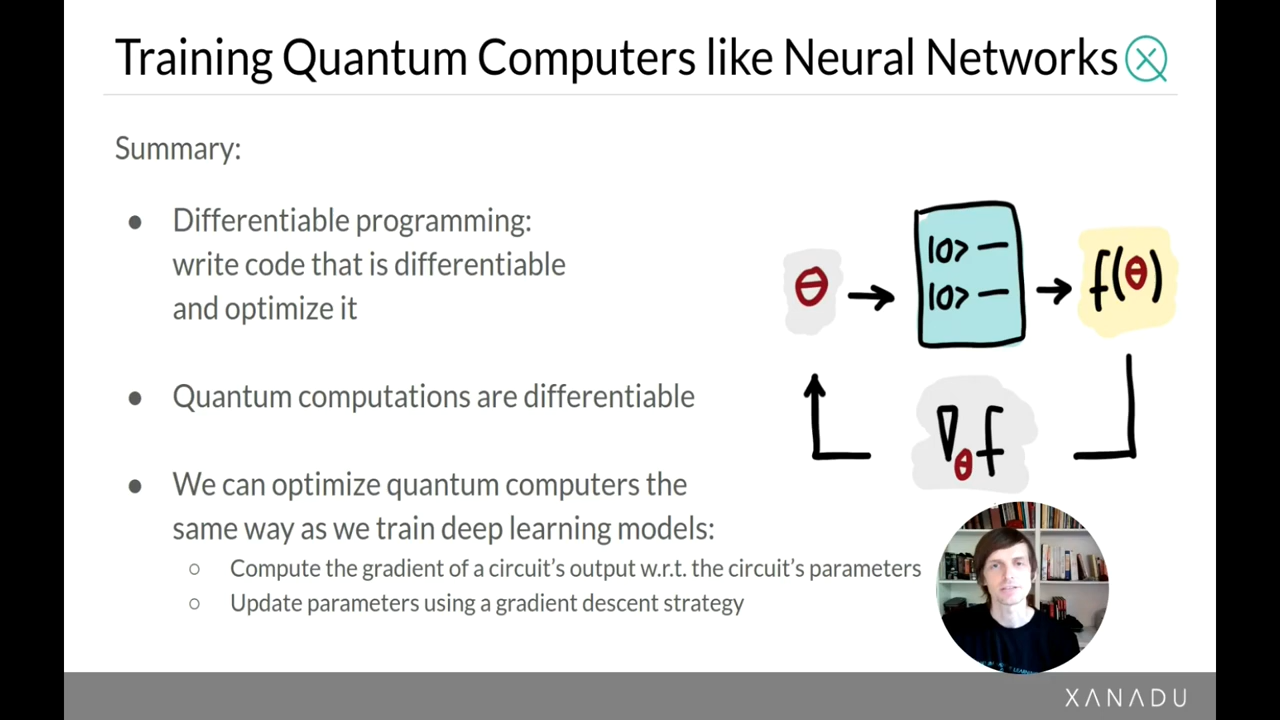 Training Quantum Computers like Neural Networks
Summary:
● Differentiable programming:
write code that is differentiable
and optimize it
● Quantum computations are differentiable
● We can optimize quantum computers the
same way as we train deep learning models:
○ Compute the gradient of a circuit's output w.r.t. the circuit's parameters
○ Update parameters using a gradient descent strategy
θ → |0⟩ — → f(θ)
|0⟩ —
∇θf
XANADU